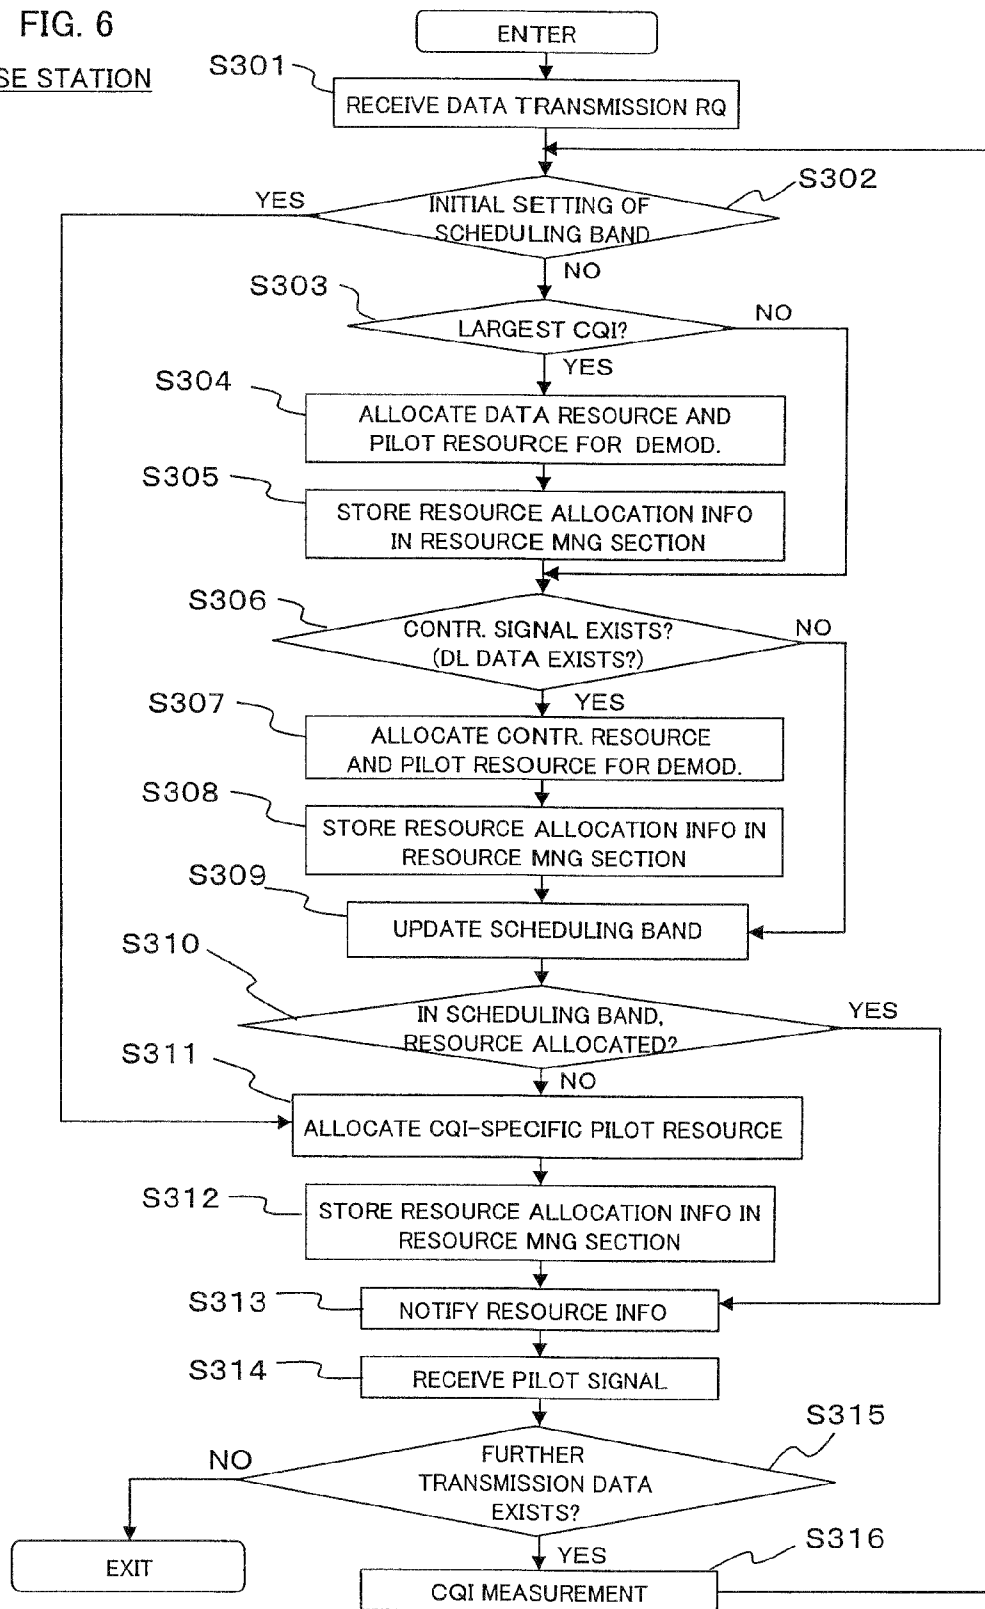 FIG. 6
SE STATION
ENTER
S301
RECEIVE DATA TRANSMISSION RQ
S302
YES
INITIAL SETTING OF
SCHEDULING BAND
NO
S303
LARGEST CQI?
NO
YES
S304
ALLOCATE DATA RESOURCE AND
PILOT RESOURCE FOR DEMOD.
S305
STORE RESOURCE ALLOCATION INFO
IN RESOURCE MNG SECTION
S306
CONTR. SIGNAL EXISTS?
(DL DATA EXISTS?)
NO
YES
S307
ALLOCATE CONTR. RESOURCE
AND PILOT RESOURCE FOR DEMOD.
S308
STORE RESOURCE ALLOCATION INFO IN
RESOURCE MNG SECTION
S309
UPDATE SCHEDULING BAND
S310
IN SCHEDULING BAND,
RESOURCE ALLOCATED?
YES
NO
S311
ALLOCATE CQI-SPECIFIC PILOT RESOURCE
S312
STORE RESOURCE ALLOCATION INFO IN
RESOURCE MNG SECTION
S313
NOTIFY RESOURCE INFO
S314
RECEIVE PILOT SIGNAL
S315
NO
FURTHER
TRANSMISSION DATA
EXISTS?
YES
EXIT
S316
CQI MEASUREMENT